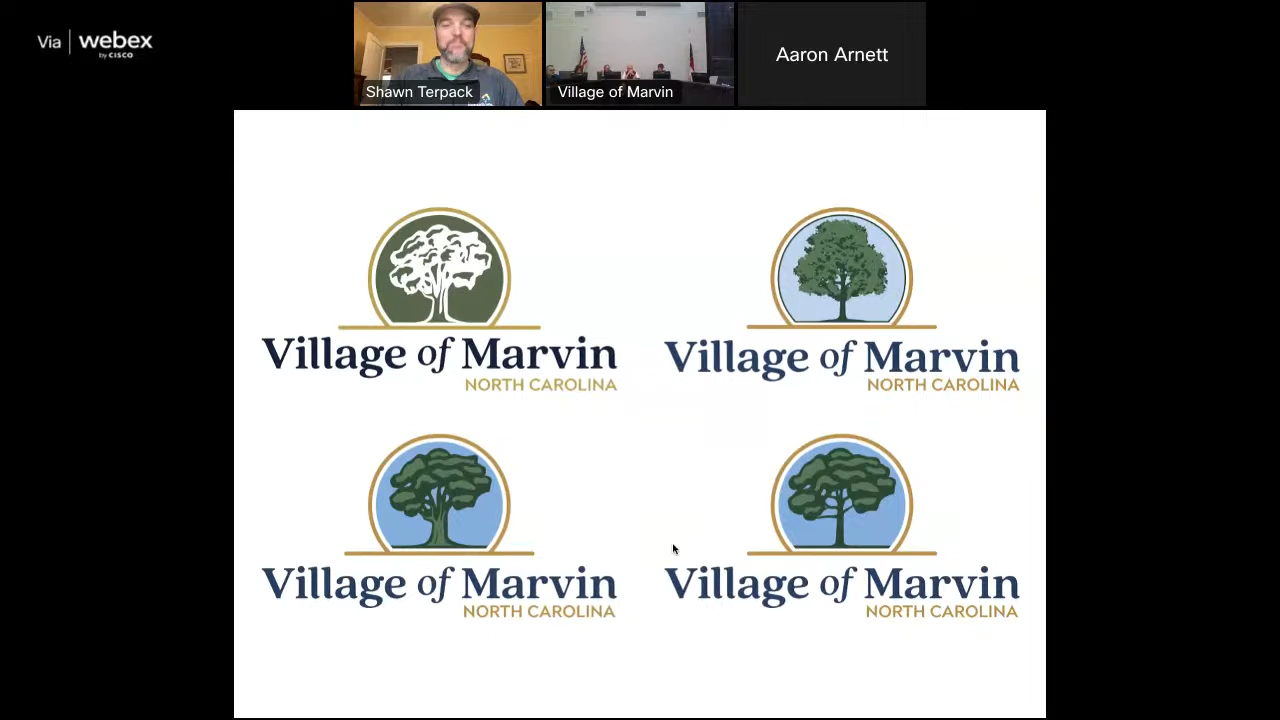 Via webex
by CISCO
Shawn Terpack
Village of Marvin
Aaron Arnett
Village of Marvin
NORTH CAROLINA
Village of Marvin
NORTH CAROLINA
Village of Marvin
NORTH CAROLINA
Village of Marvin
NORTH CAROLINA